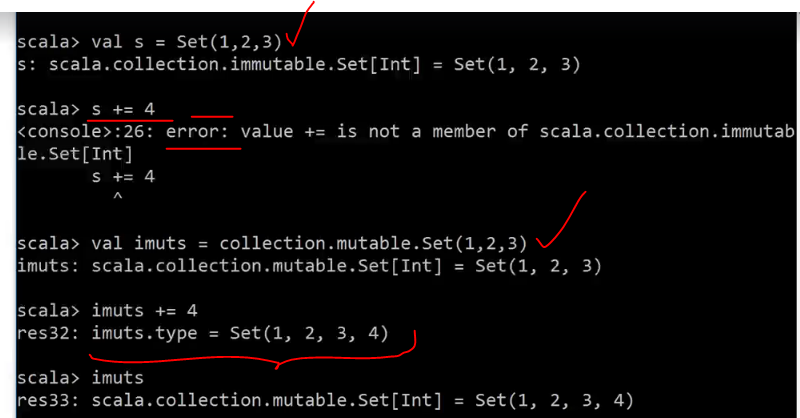 scala> val s = Set(1,2,3)
s: scala.collection.immutable.Set[Int] = Set(1, 2, 3)
scala> s += 4
<console>:26: error: value += is not a member of scala.collection.immutab
le.Set[Int]
s += 4
^
scala> val imuts = collection.mutable.Set(1,2,3)
imuts: scala.collection.mutable.Set[Int] = Set(1, 2, 3)
scala> imuts += 4
res32: imuts.type = Set(1, 2, 3, 4)
scala> imuts
res33: scala.collection.mutable.Set[Int] = Set(1, 2, 3, 4)